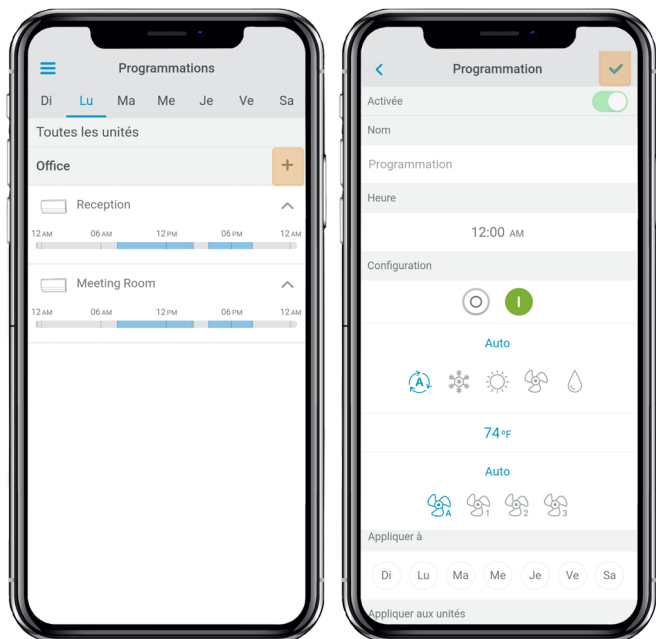 Programmations
Di Lu Ma Me Je Ve Sa
Toutes les unités
Office +
Reception
12 AM 06 AM 12 PM 06 PM 12 AM
Meeting Room
12 AM 06 AM 12 PM 06 PM 12 AM
Programmation
Activée
Nom
Programmation
Heure
12:00 AM
Configuration
Auto
A
74°F
Auto
A 1 2 3
Appliquer à
Di Lu Ma Me Je Ve Sa
Appliquer aux unités